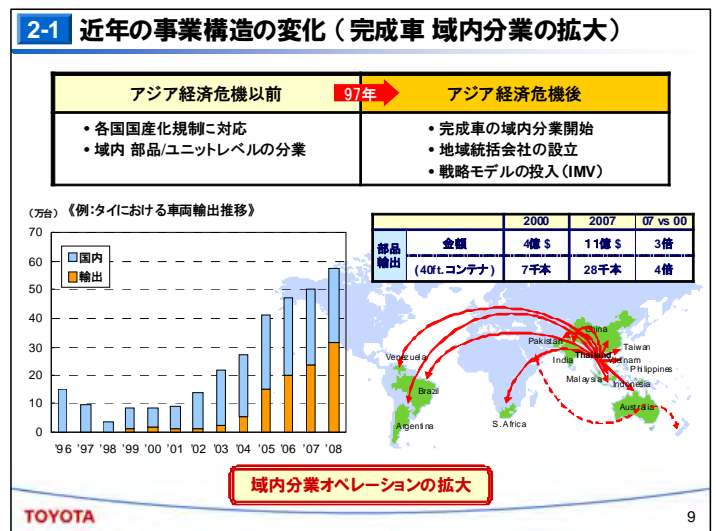 2-1 近年の事業構造の変化(完成車 域内分業の拡大)
アジア経済危機以前 97年 アジア経済危機後
• 各国国産化規制に対応
• 域内 部品/ユニットレベルの分業
• 完成車の域内分業開始
• 地域統括会社の設立
• 戦略モデルの投入(IMV)
(万台) 《例:タイにおける車両輸出推移》
70
60
50
40
30
20
10
0
国内
輸出
'96 '97 '98 '99 '00 '01 '02 '03 '04 '05 '06 '07 '08
2000 2007 07 vs 00
部品輸出
金額 4億$ 11億$ 3倍
(40ft.コンテナ) 7千本 28千本 4倍
China
Pakistan
Taiwan
India
Thailand
Vietnam
Philippines
Malaysia
Indonesia
Venezuela
Brazil
Argentina
S.Africa
Australia
域内分業オペレーションの拡大
TOYOTA
9